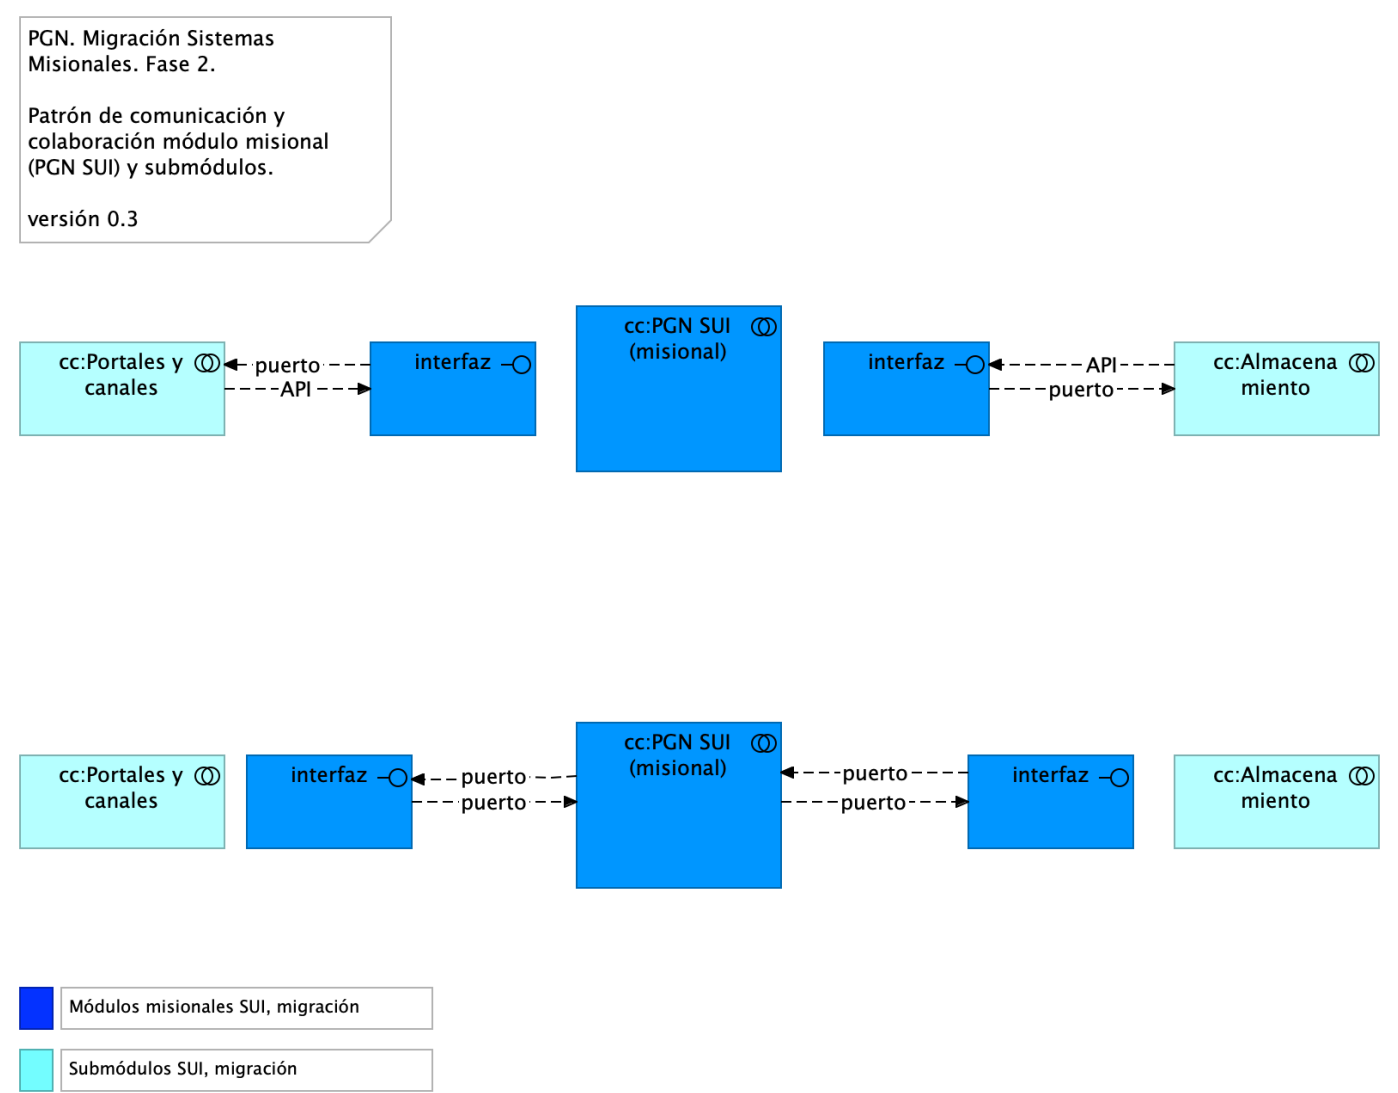 PGN. Migración Sistemas
Misionales. Fase 2.
Patrón de comunicación y
colaboración módulo misional
(PGN SUI) y submódulos.
versión 0.3
cc:Portales y
canales
puerto
API
interfaz
cc:PGN SUI
(misional)
interfaz
API
puerto
cc:Almacena
miento
cc:Portales y
canales
interfaz
puerto
puerto
cc:PGN SUI
(misional)
puerto
puerto
interfaz
cc:Almacena
miento
Módulos misionales SUI, migración
Submódulos SUI, migración